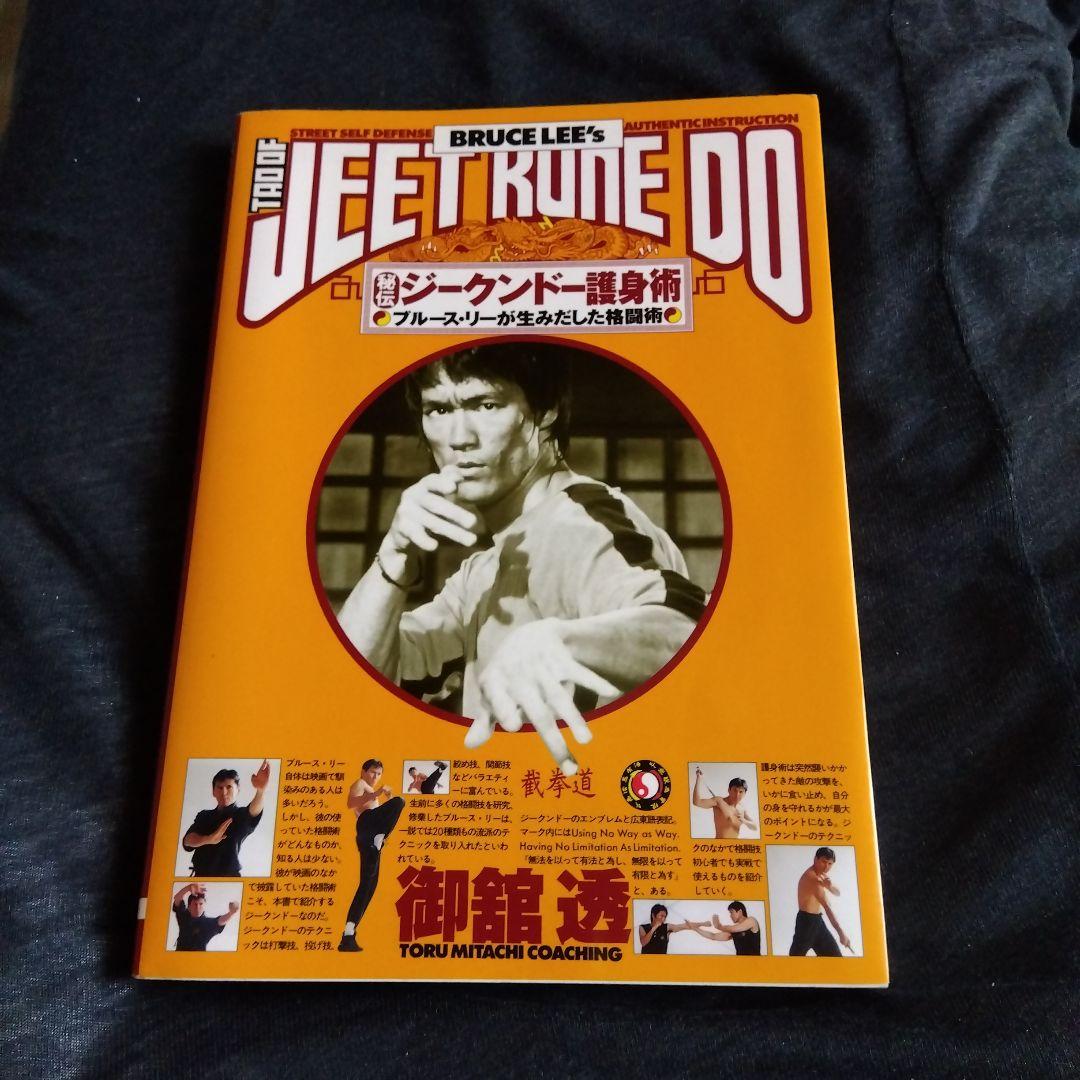 STREET SELF DEFENSE
BRUCE LEE's
AUTHENTIC INSTRUCTION
TAO OF
JEET KUNE DO
秘伝
ジークンドー護身術
ブルース・リーが生みだした格闘術
ブルース・リー
自体は映画で馴
染みのある人は
多いだろう。
しかし、彼の使
っていた格闘術
がどんなものか、
知る人は少ない。
彼が映画のなか
で披露していた格闘術
こそ、本書で紹介する
ジークンドーなのだ。
ジークンドーのテクニ
ックは打撃技、投げ技、
絞め技、関節技
などバラエティ
ーに富んでいる。
生前に多くの格闘技を研究、
修業したブルース・リーは、
一説では20種類もの流派のテ
クニックを取り入れたといわ
れている。
截拳道
ジークンドーのエンブレムと広東語表記。
マーク内にはUsing No Way as Way.
Having No Limitation As Limitation.
『無法を以って有法と為し、無限を以って
有限と為す』
と、ある。
護身術は突然襲いかか
ってきた敵の攻撃を、
いかに食い止め、自分
の身を守れるかが最大
のポイントになる。ジ
ークンドーのテクニッ
クのなかで格闘技
初心者でも実戦で
使えるものを紹介
していく。
御舘 透
TORU MITACHI COACHING